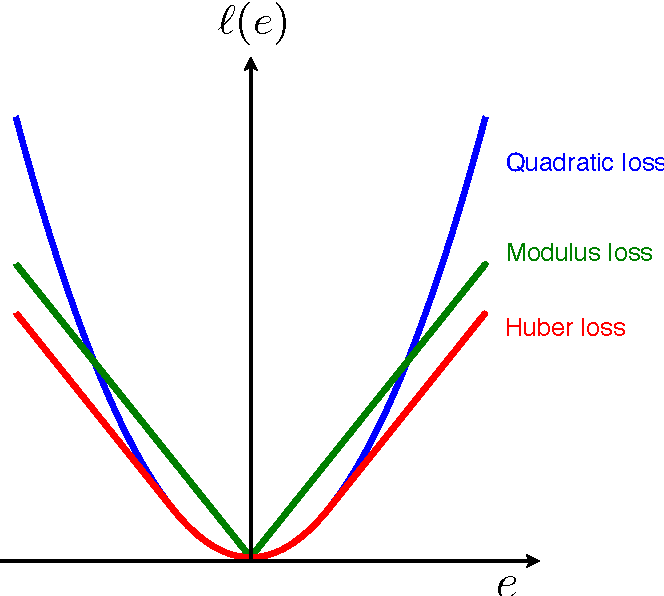 ℓ(e)
Quadratic loss
Modulus loss
Huber loss
e